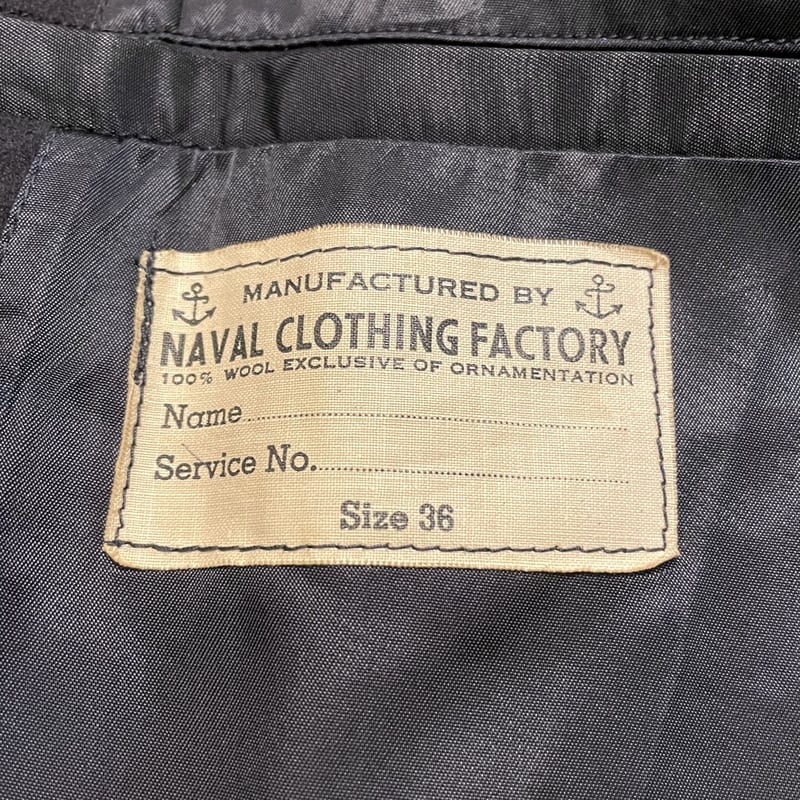 MANUFACTURED BY
NAVAL CLOTHING FACTORY
100% WOOL EXCLUSIVE OF ORNAMENTATION
Name
Service No.
Size 36